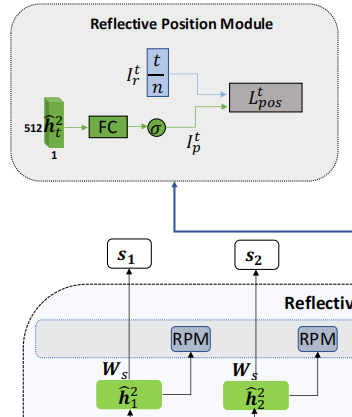 Reflective Position Module
I_r^t
t/n
L_pos^t
512
ĥ_t^2
FC
σ
I_p^t
1
s_1
s_2
Reflectiv
RPM
RPM
W_s
W_s
ĥ_1^2
ĥ_2^2